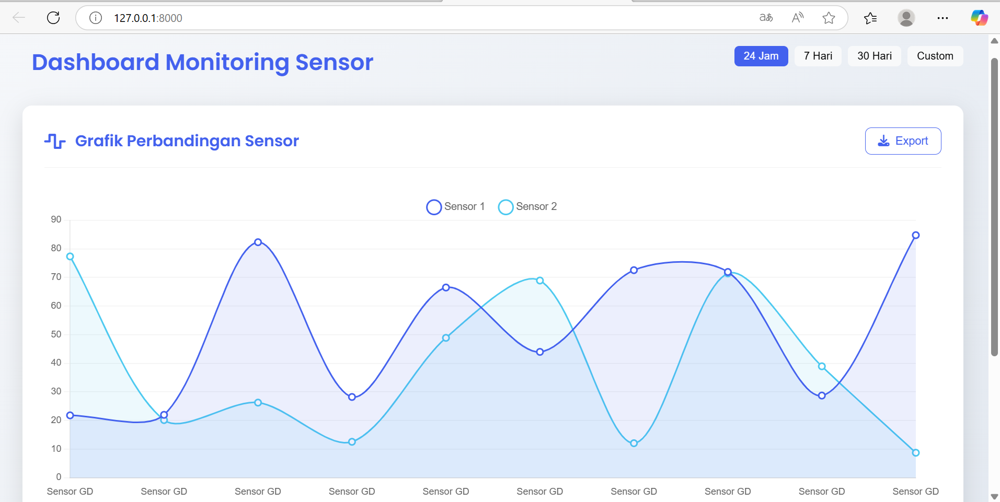 127.0.0.1:8000
Dashboard Monitoring Sensor
24 Jam 7 Hari 30 Hari Custom
Grafik Perbandingan Sensor
Export
Sensor 1 Sensor 2
90
80
70
60
50
40
30
20
10
0
Sensor GD Sensor GD Sensor GD Sensor GD Sensor GD Sensor GD Sensor GD Sensor GD Sensor GD Sensor GD